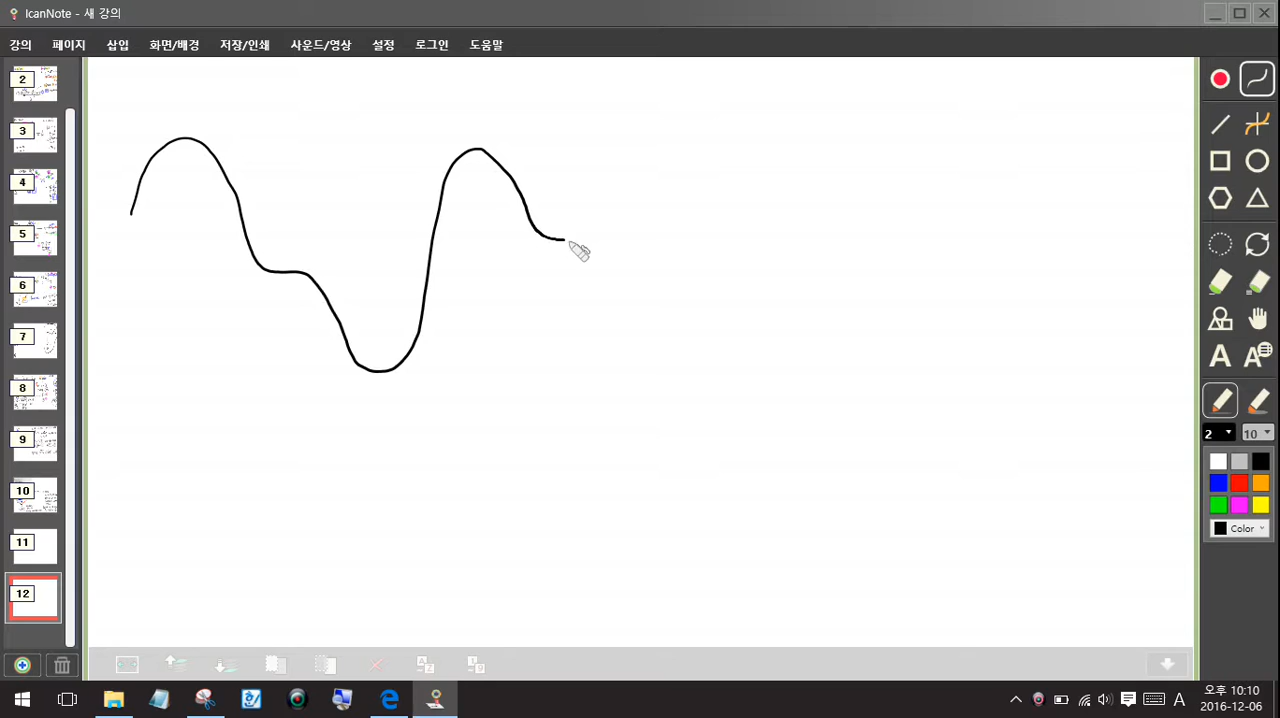 IcanNote - 새 강의
강의 페이지 삽입 화면/배경 저장/인쇄 사운드/영상 설정 로그인 도움말
2
3
4
5
6
7
8
9
10
11
12
A
A
2 10
Color
A
오후 10:10
2016-12-06